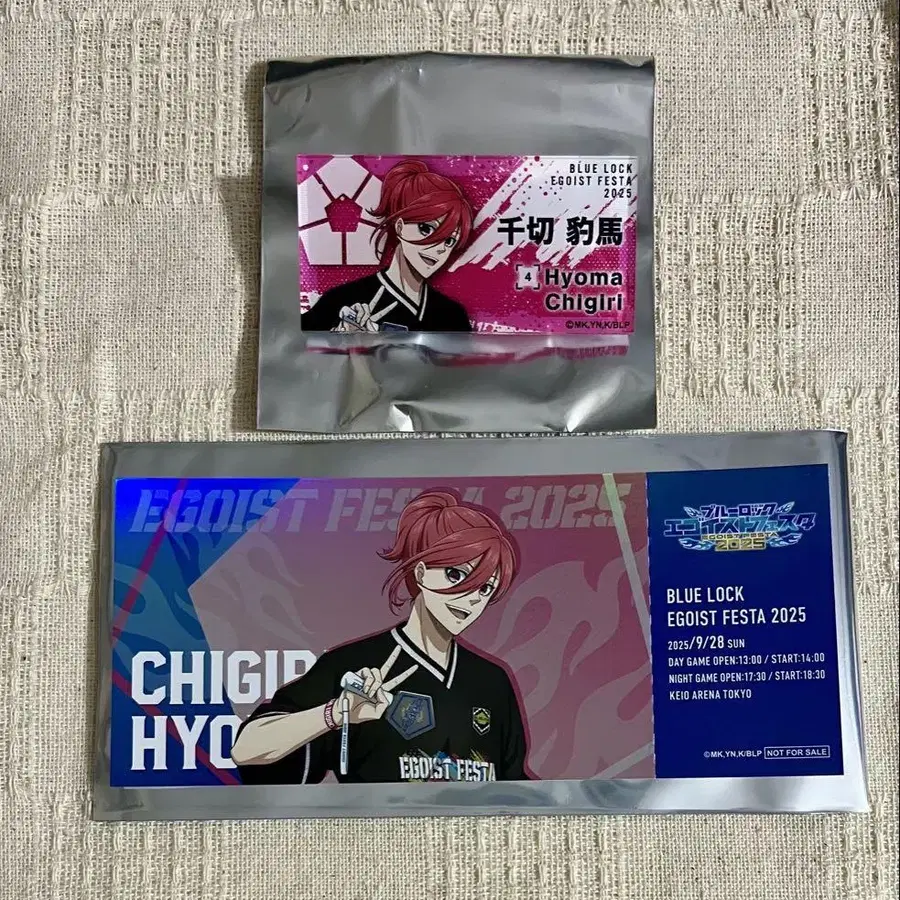 BLUE LOCK
EGOIST FESTA
2025
千切 豹馬
4 Hyoma
Chigiri
©MK,YN,K/BLP
EGOIST FESTA 2025
CHIGIRI
HYO
EGOIST FESTA
ブルーロック
エゴイストフェスタ
EGOIST FESTA
2025
BLUE LOCK
EGOIST FESTA 2025
2025/9/28 SUN
DAY GAME OPEN:13:00 / START:14:00
NIGHT GAME OPEN:17:30 / START:18:30
KEIO ARENA TOKYO
©MK,YN,K/BLP NOT FOR SALE